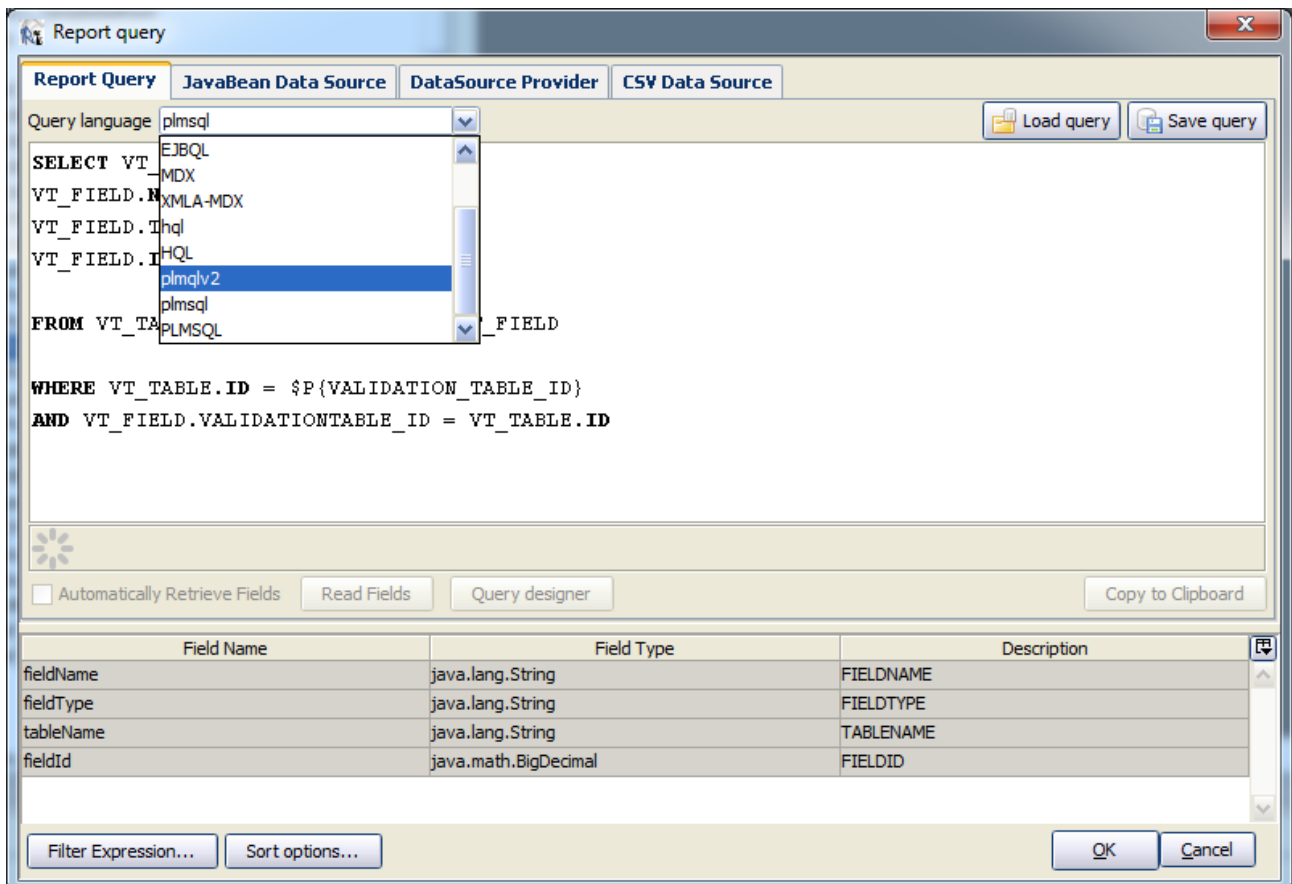 Report query
Report Query JavaBean Data Source DataSource Provider CSV Data Source
Query language plmsql Load query Save query
SELECT VT_
VT_FIELD.
VT_FIELD.
VT_FIELD.
EJBQL
MDX
XMLA-MDX
hql
HQL
plmqlv2
plmsql
PLMSQL
FROM VT_TA FIELD
WHERE VT_TABLE.ID = $P{VALIDATION_TABLE_ID}
AND VT_FIELD.VALIDATIONTABLE_ID = VT_TABLE.ID
Automatically Retrieve Fields Read Fields Query designer Copy to Clipboard
Field Name Field Type Description
fieldName java.lang.String FIELDNAME
fieldType java.lang.String FIELDTYPE
tableName java.lang.String TABLENAME
fieldId java.math.BigDecimal FIELDID
Filter Expression... Sort options... OK Cancel